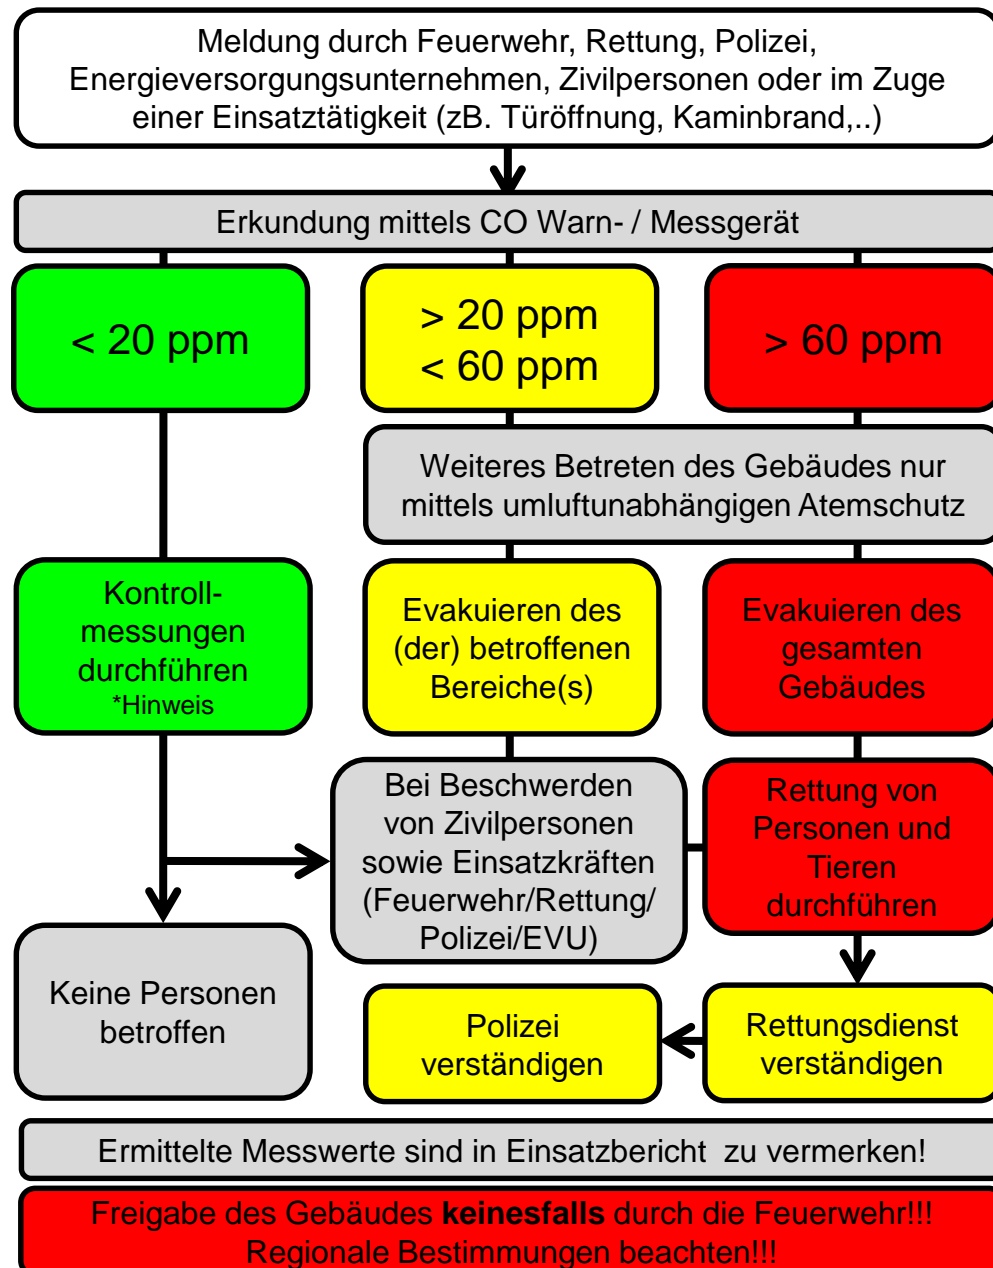 Meldung durch Feuerwehr, Rettung, Polizei,
Energieversorgungsunternehmen, Zivilpersonen oder im Zuge
einer Einsatztätigkeit (zB. Türöffnung, Kaminbrand,..)
Erkundung mittels CO Warn- / Messgerät
< 20 ppm
> 20 ppm
< 60 ppm
> 60 ppm
Weiteres Betreten des Gebäudes nur
mittels umluftunabhängigen Atemschutz
Kontroll-
messungen
durchführen
*Hinweis
Evakuieren des
(der) betroffenen
Bereiche(s)
Evakuieren des
gesamten
Gebäudes
Bei Beschwerden
von Zivilpersonen
sowie Einsatzkräften
(Feuerwehr/Rettung/
Polizei/EVU)
Rettung von
Personen und
Tieren
durchführen
Keine Personen
betroffen
Polizei
verständigen
Rettungsdienst
verständigen
Ermittelte Messwerte sind in Einsatzbericht zu vermerken!
Freigabe des Gebäudes keinesfalls durch die Feuerwehr!!!
Regionale Bestimmungen beachten!!!